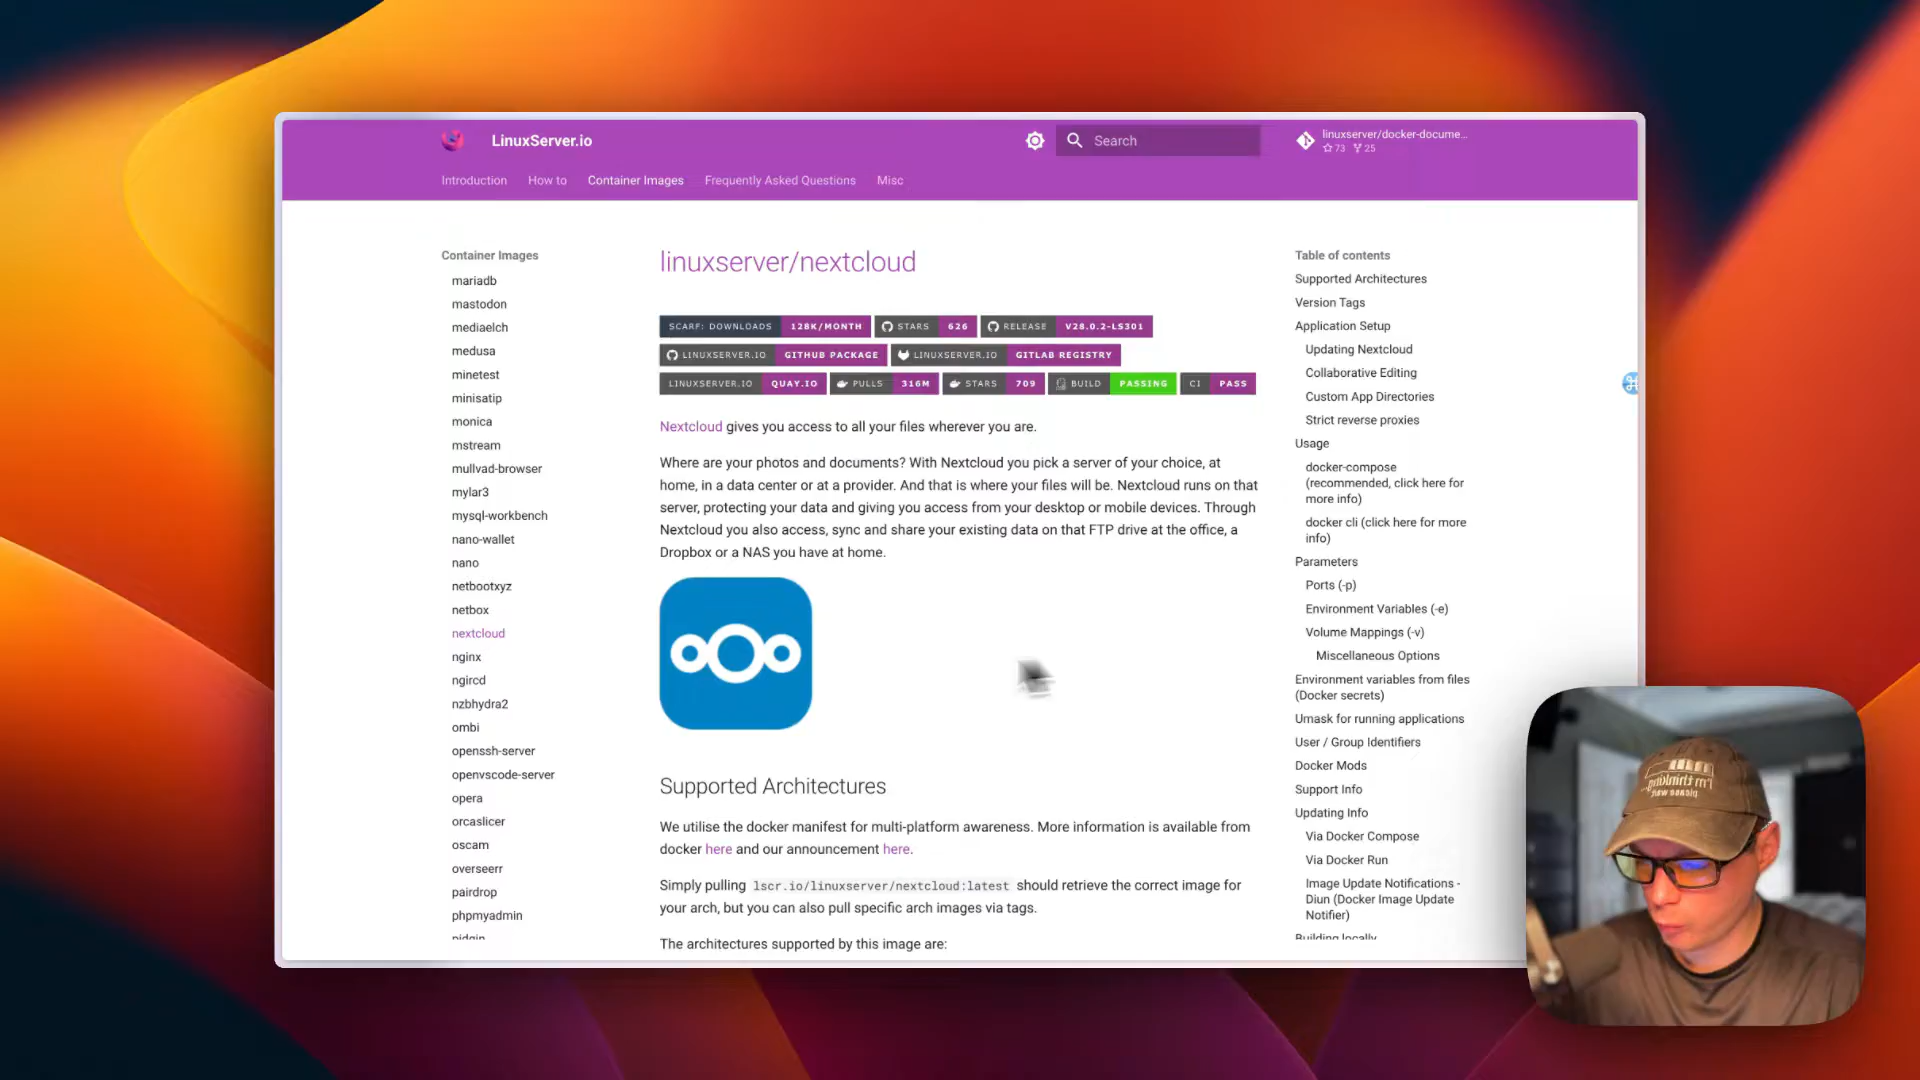 LinuxServer.io
Search
linuxserver/docker-docume...
73 25
Introduction How to Container Images Frequently Asked Questions Misc
Container Images
mariadb
mastodon
mediaelch
medusa
minetest
minisatip
monica
mstream
mullvad-browser
mylar3
mysql-workbench
nano-wallet
nano
netbootxyz
netbox
nextcloud
nginx
ngircd
nzbhydra2
ombi
openssh-server
openvscode-server
opera
orcaslicer
oscam
overseerr
pairdrop
phpmyadmin
pidgin
linuxserver/nextcloud
SCARF: DOWNLOADS 128K/MONTH STARS 626 RELEASE V28.0.2-LS301
LINUXSERVER.IO GITHUB PACKAGE LINUXSERVER.IO GITLAB REGISTRY
LINUXSERVER.IO QUAY.IO PULLS 316M STARS 709 BUILD PASSING CI PASS
Nextcloud gives you access to all your files wherever you are.
Where are your photos and documents? With Nextcloud you pick a server of your choice, at
home, in a data center or at a provider. And that is where your files will be. Nextcloud runs on that
server, protecting your data and giving you access from your desktop or mobile devices. Through
Nextcloud you also access, sync and share your existing data on that FTP drive at the office, a
Dropbox or a NAS you have at home.
Supported Architectures
We utilise the docker manifest for multi-platform awareness. More information is available from
docker here and our announcement here.
Simply pulling lscr.io/linuxserver/nextcloud:latest should retrieve the correct image for
your arch, but you can also pull specific arch images via tags.
The architectures supported by this image are:
Table of contents
Supported Architectures
Version Tags
Application Setup
Updating Nextcloud
Collaborative Editing
Custom App Directories
Strict reverse proxies
Usage
docker-compose
(recommended, click here for
more info)
docker cli (click here for more
info)
Parameters
Ports (-p)
Environment Variables (-e)
Volume Mappings (-v)
Miscellaneous Options
Environment variables from files
(Docker secrets)
Umask for running applications
User / Group Identifiers
Docker Mods
Support Info
Updating Info
Via Docker Compose
Via Docker Run
Image Update Notifications -
Diun (Docker Image Update
Notifier)
Building locally
I'm thinking...
please wait